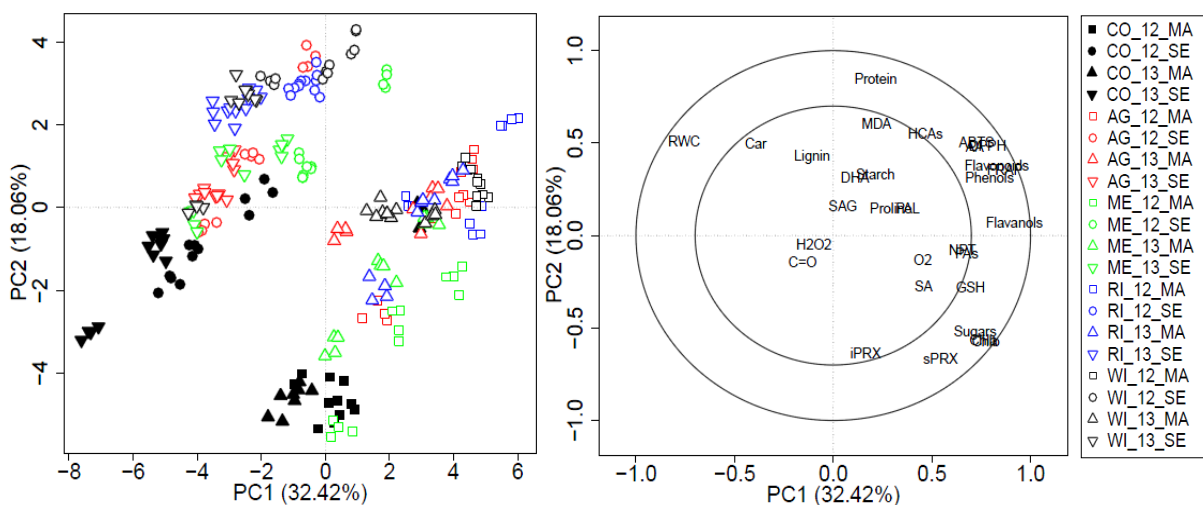 4
2
0
−2
−4
PC2 (18.06%)
−8
−6
−4
−2
0
2
4
6
PC1 (32.42%)
1.0
0.5
0.0
−0.5
−1.0
PC2 (18.06%)
−1.0
−0.5
0.0
0.5
1.0
PC1 (32.42%)
Protein
MDA
HCAs
RWC
Car
Lignin
Flavonoids
Phenols
DHA
Starch
SAG
Proline
PAL
Flavanols
H2O2
C=O
NPT
PAs
O2
SA
GSH
Sugars
iPRX
sPRX
CO_12_MA
CO_12_SE
CO_13_MA
CO_13_SE
AG_12_MA
AG_12_SE
AG_13_MA
AG_13_SE
ME_12_MA
ME_12_SE
ME_13_MA
ME_13_SE
RI_12_MA
RI_12_SE
RI_13_MA
RI_13_SE
WI_12_MA
WI_12_SE
WI_13_MA
WI_13_SE